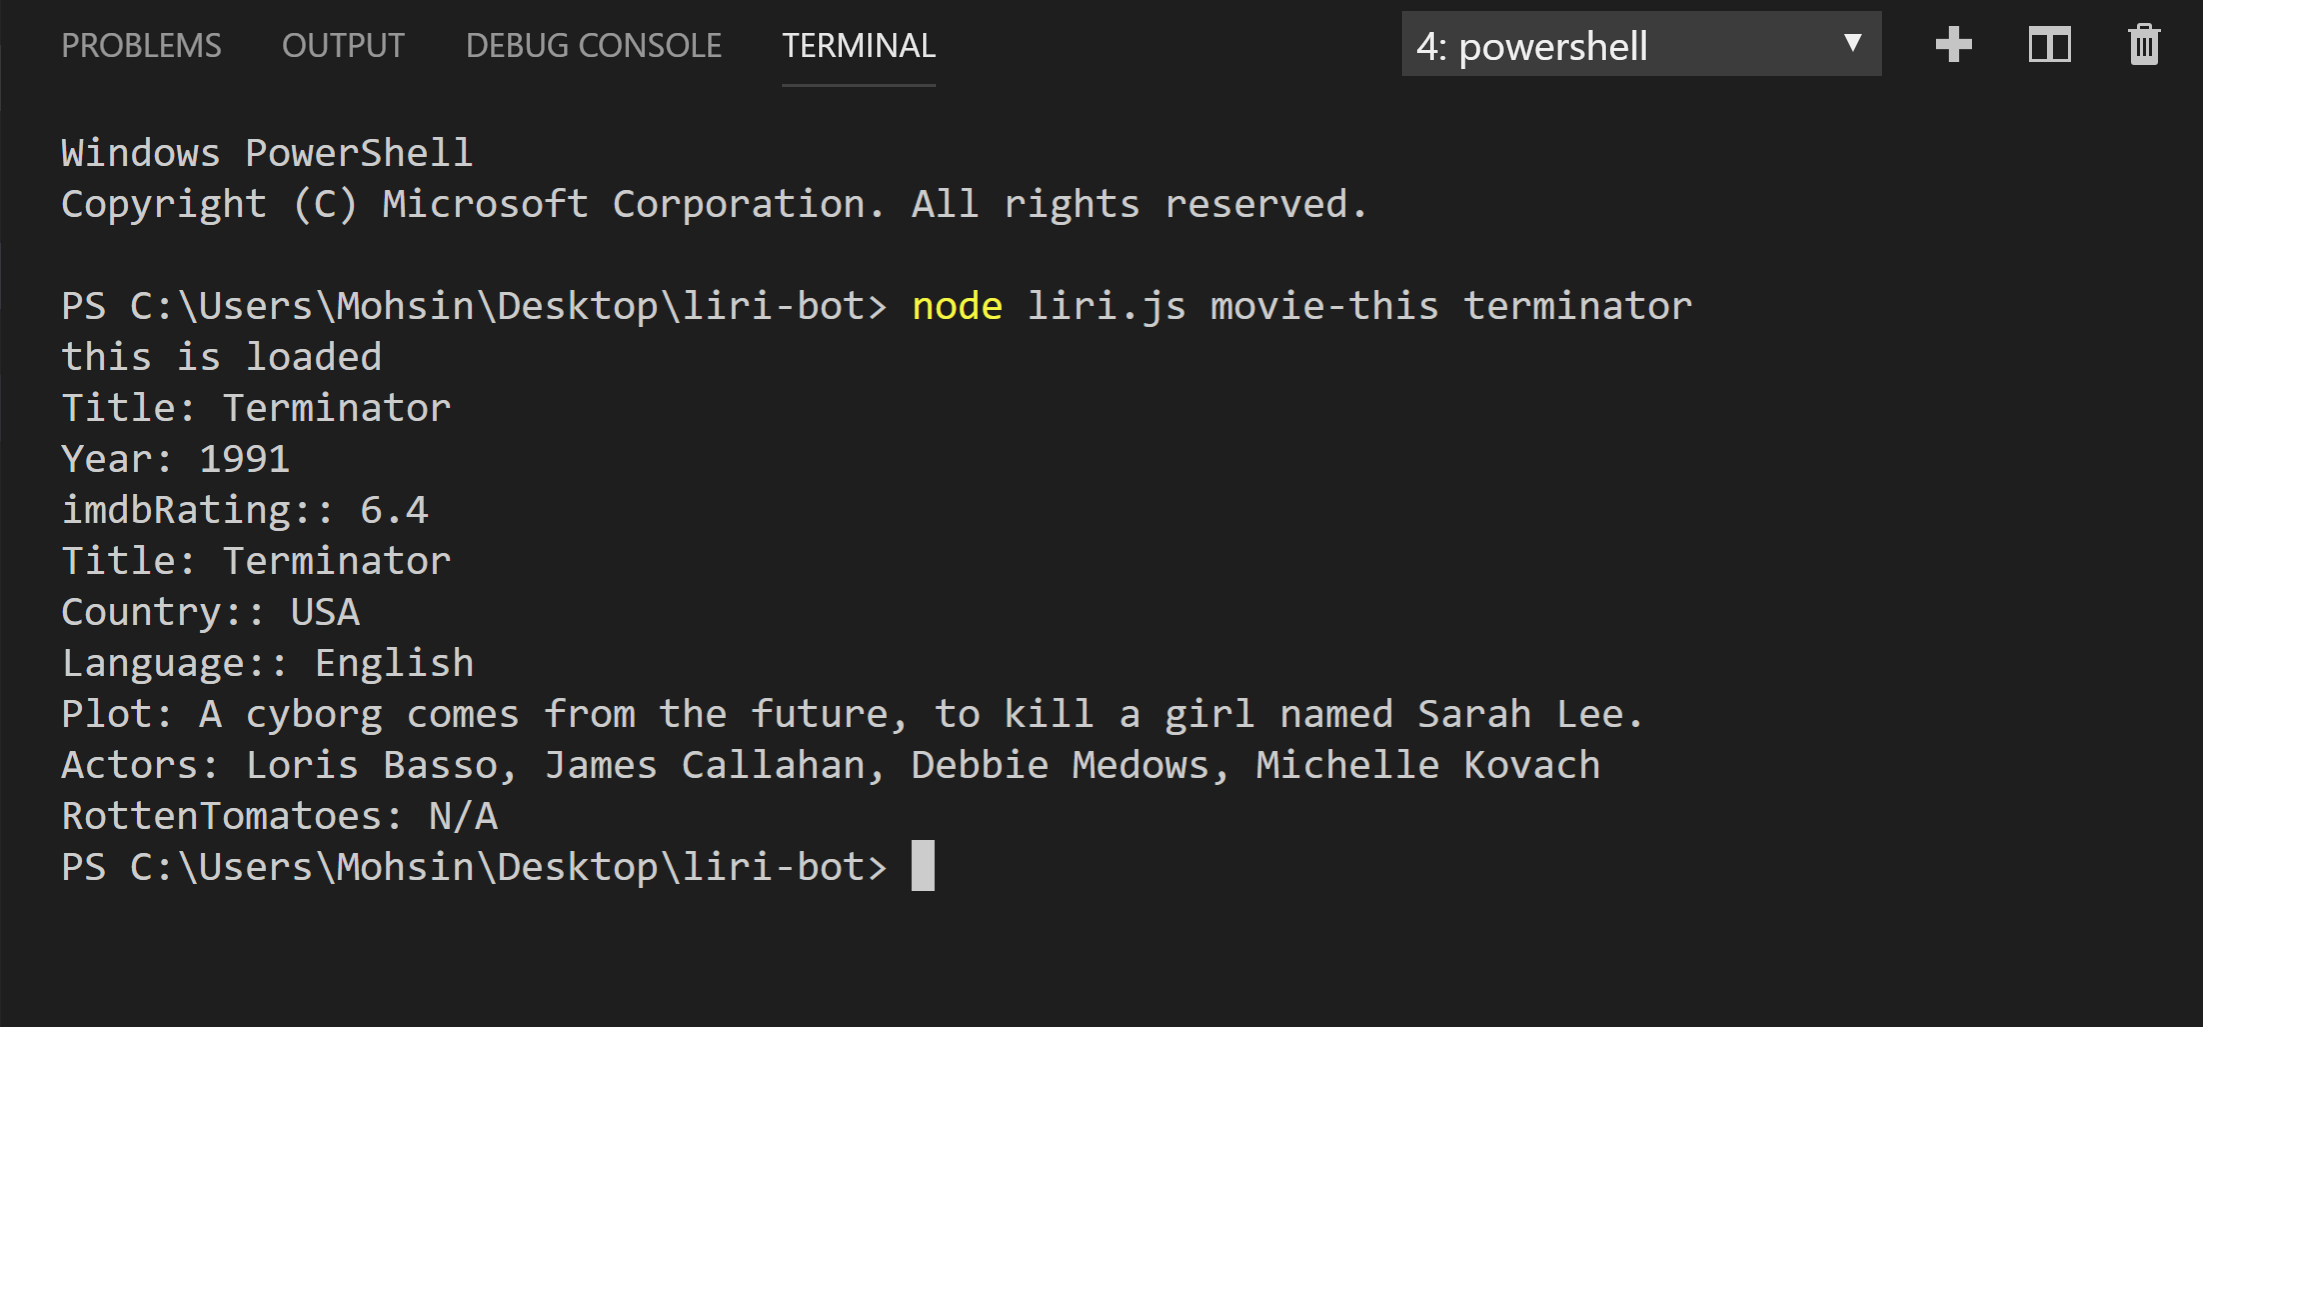 PROBLEMS OUTPUT DEBUG CONSOLE TERMINAL 4: powershell
Windows PowerShell
Copyright (C) Microsoft Corporation. All rights reserved.
PS C:\Users\Mohsin\Desktop\liri-bot> node liri.js movie-this terminator
this is loaded
Title: Terminator
Year: 1991
imdbRating:: 6.4
Title: Terminator
Country:: USA
Language:: English
Plot: A cyborg comes from the future, to kill a girl named Sarah Lee.
Actors: Loris Basso, James Callahan, Debbie Medows, Michelle Kovach
RottenTomatoes: N/A
PS C:\Users\Mohsin\Desktop\liri-bot>